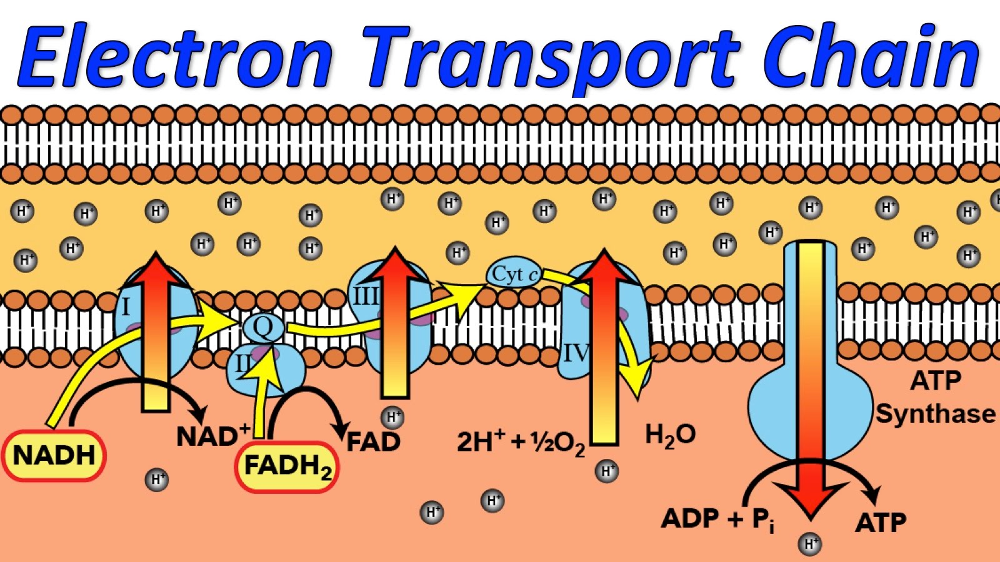 Electron Transport Chain
H⁺ H⁺ H⁺ H⁺ H⁺ H⁺ H⁺ H⁺ H⁺ H⁺ H⁺ H⁺ H⁺ H⁺ H⁺
H⁺ H⁺ H⁺ H⁺ H⁺ H⁺ H⁺ H⁺ H⁺ H⁺ H⁺ H⁺
Cyt c
I
III
Q
II
IV
ATP
Synthase
H⁺
NADH
NAD⁺
FADH₂
FAD
2H⁺ + ½O₂
H₂O
H⁺
H⁺
H⁺
H⁺
ADP + Pᵢ
ATP
H⁺